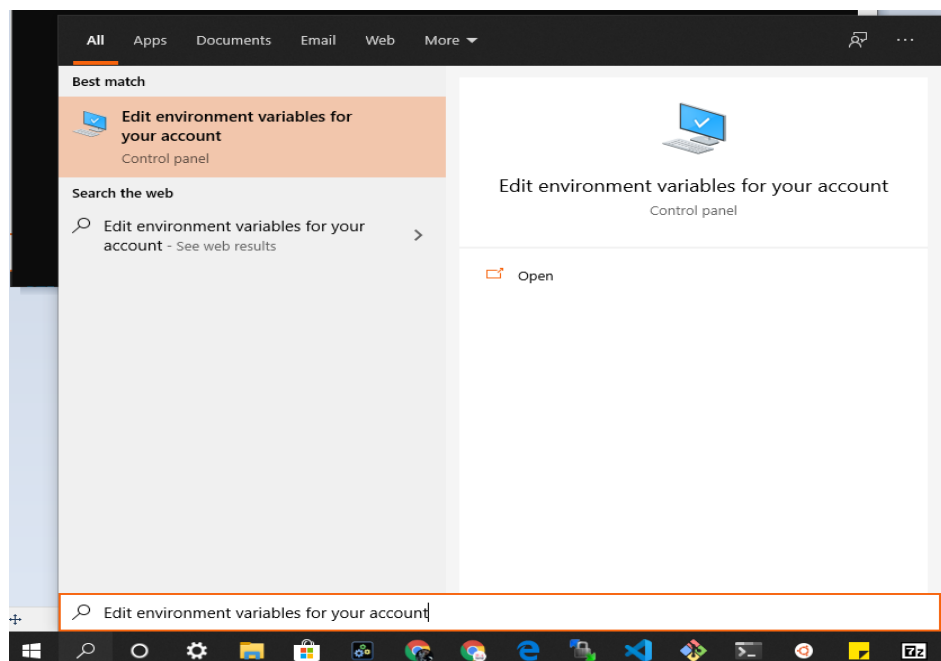 All Apps Documents Email Web More
Best match
Edit environment variables for
your account
Control panel
Search the web
Edit environment variables for your
account - See web results
Edit environment variables for your account
Control panel
Open
Edit environment variables for your account
7z